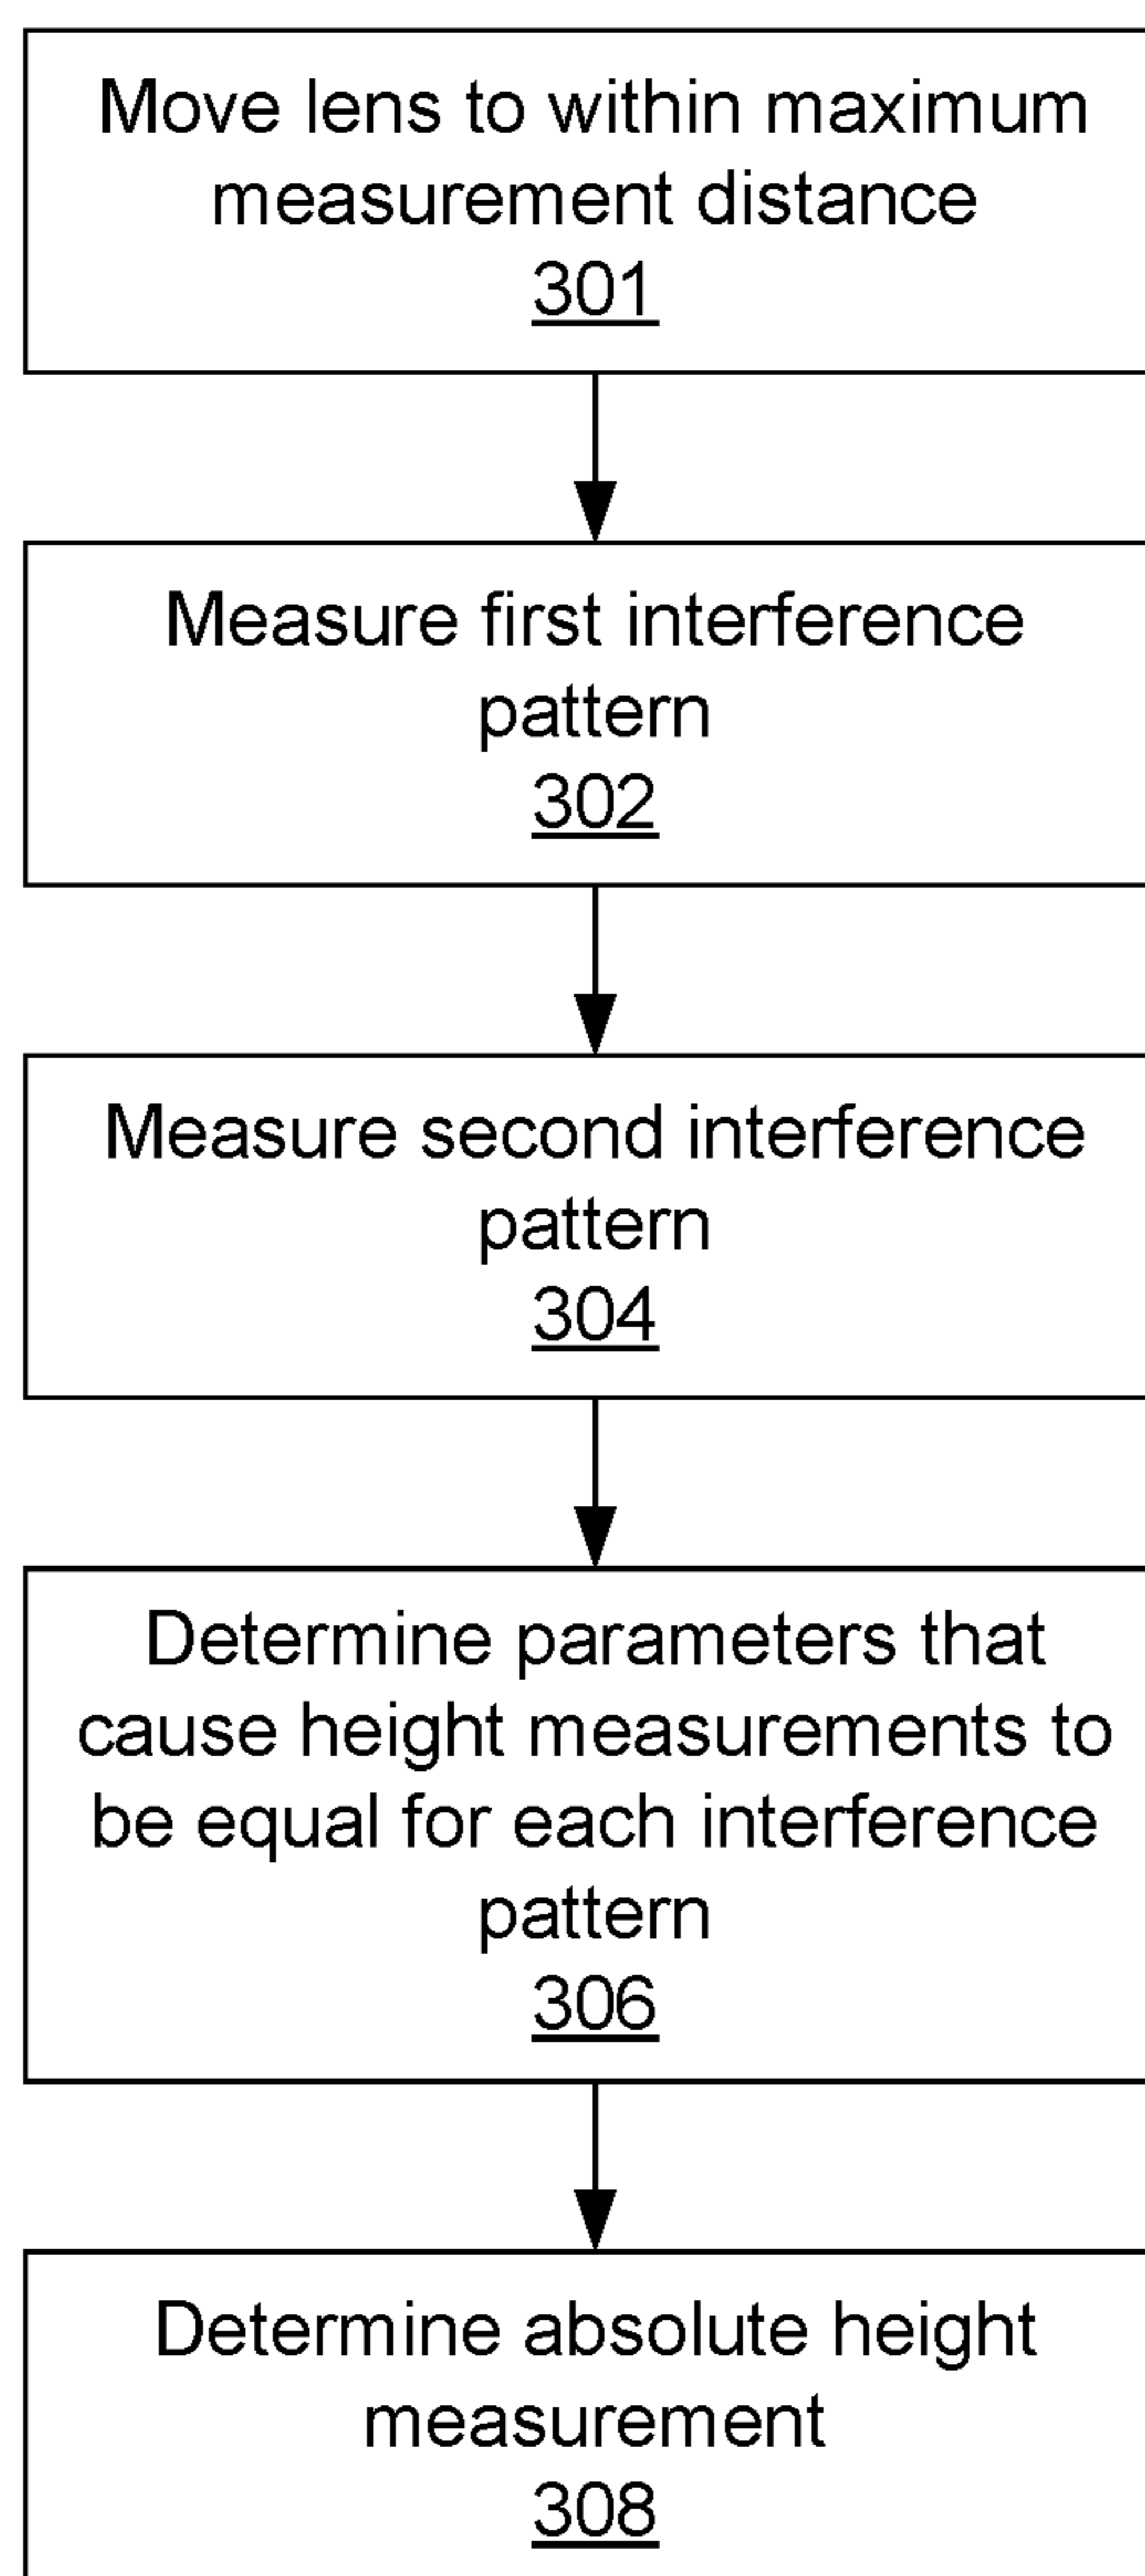 Move lens to within maximum
measurement distance
301
Measure first interference
pattern
302
Measure second interference
pattern
304
Determine parameters that
cause height measurements to
be equal for each interference
pattern
306
Determine absolute height
measurement
308